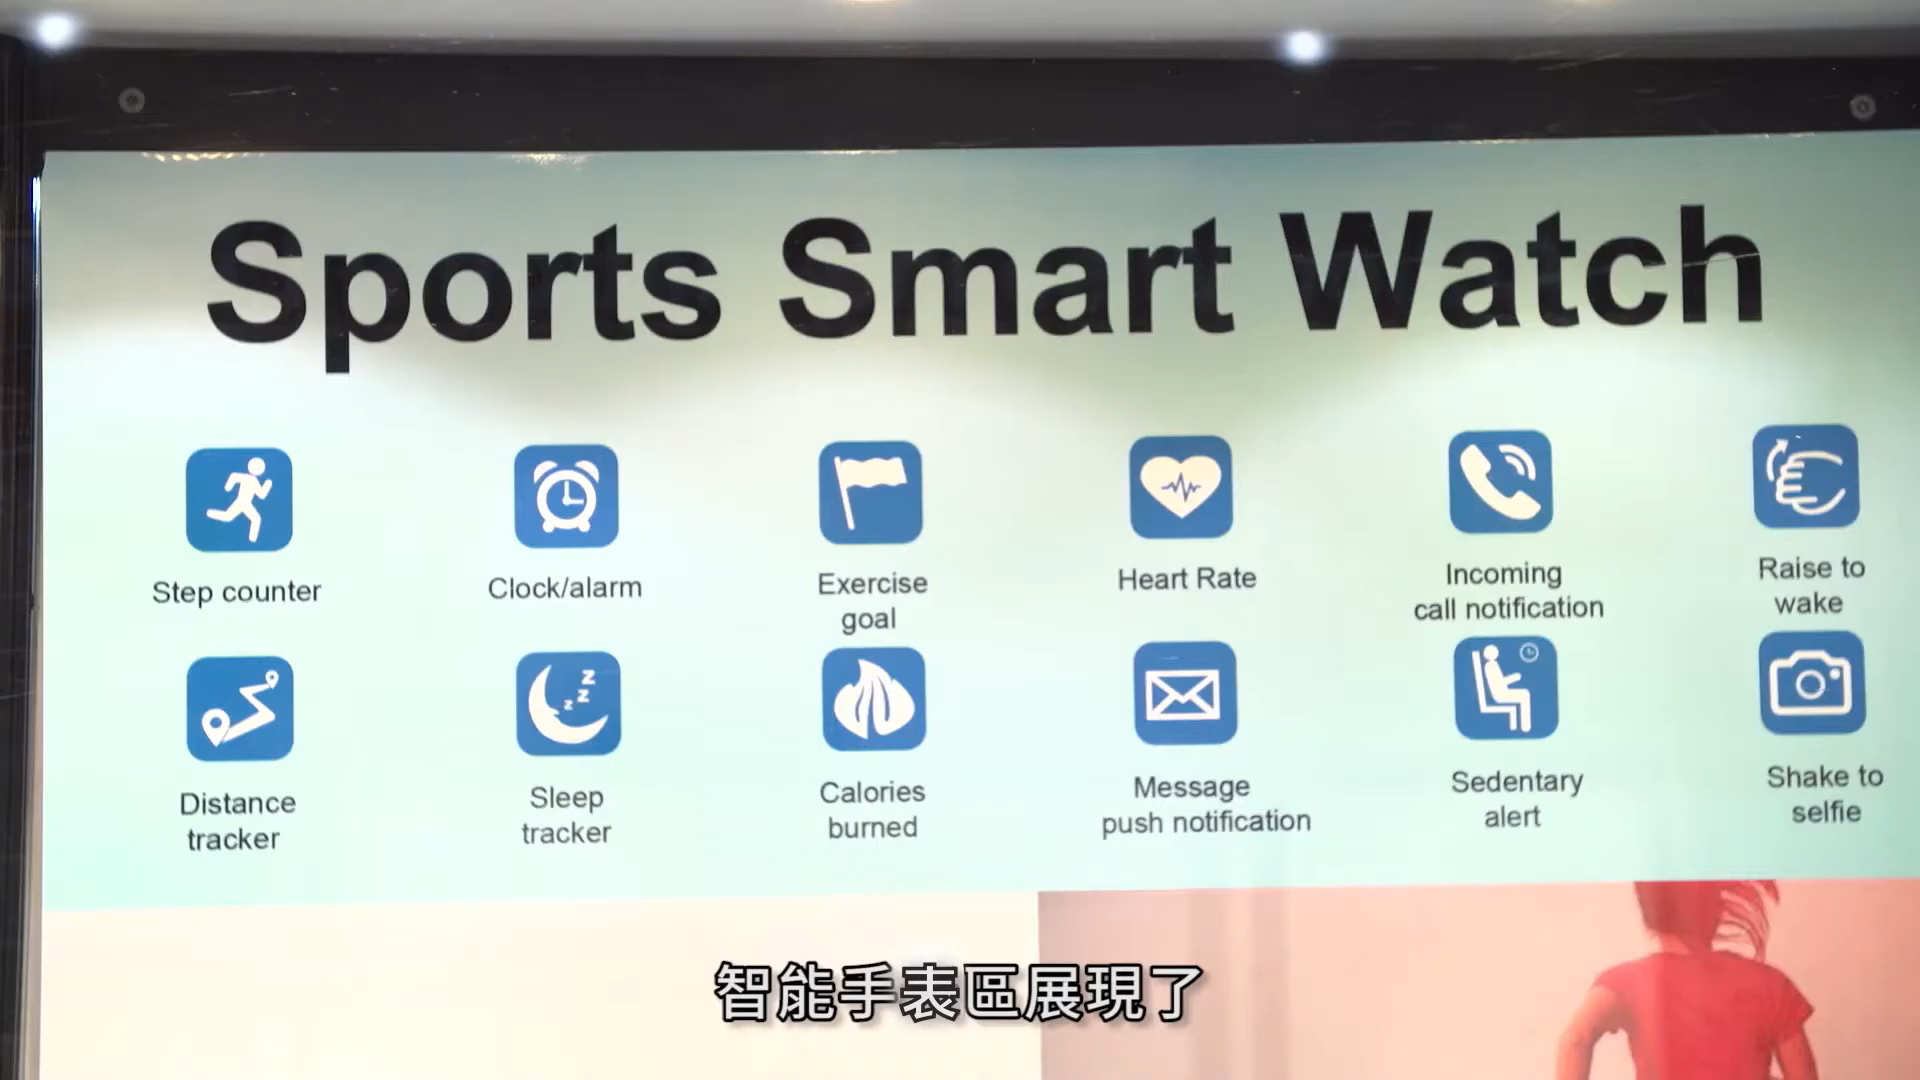 Sports Smart Watch
Step counter
Clock/alarm
Exercise
goal
Heart Rate
Incoming
call notification
Raise to
wake
Distance
tracker
Sleep
tracker
Calories
burned
Message
push notification
Sedentary
alert
Shake to
selfie
智能手表區展現了